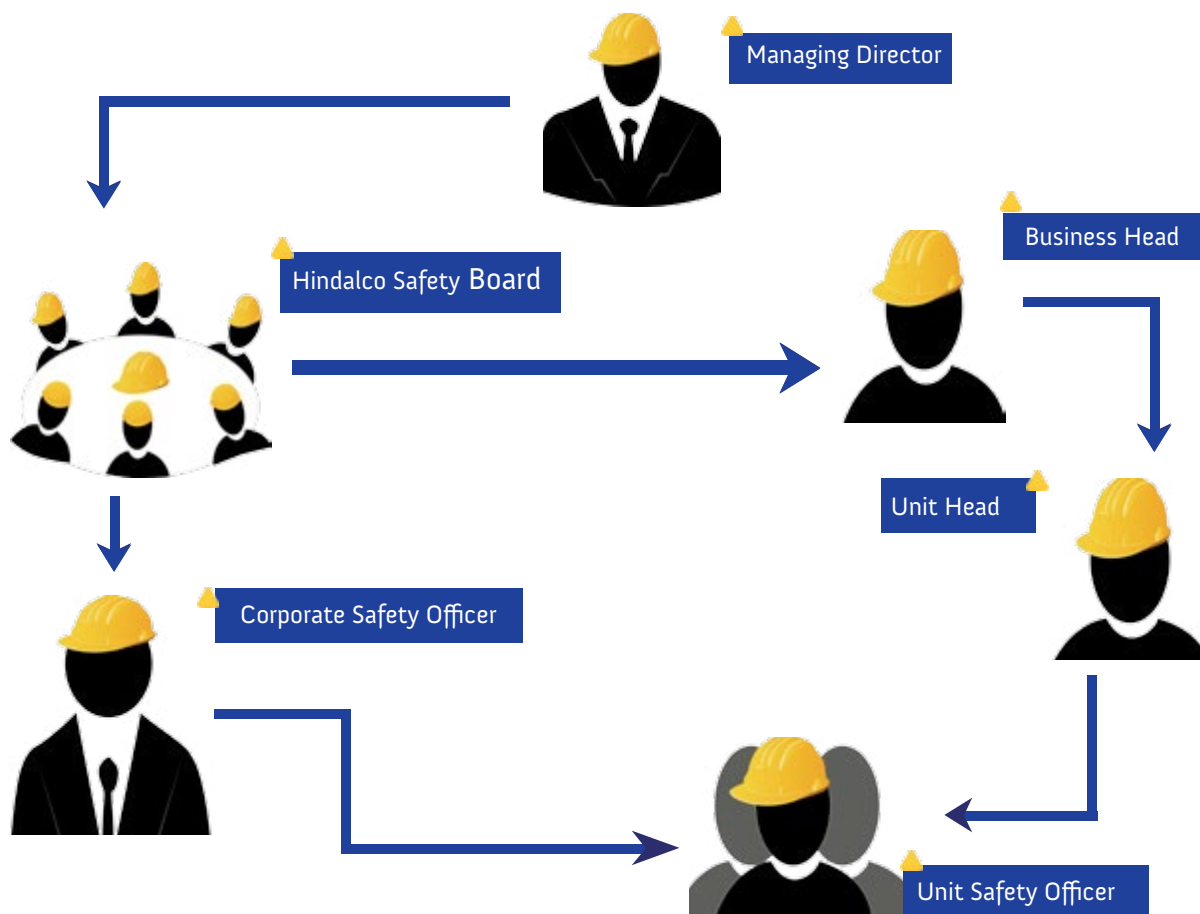 Managing Director
Business Head
Hindalco Safety Board
Unit Head
Corporate Safety Officer
Unit Safety Officer